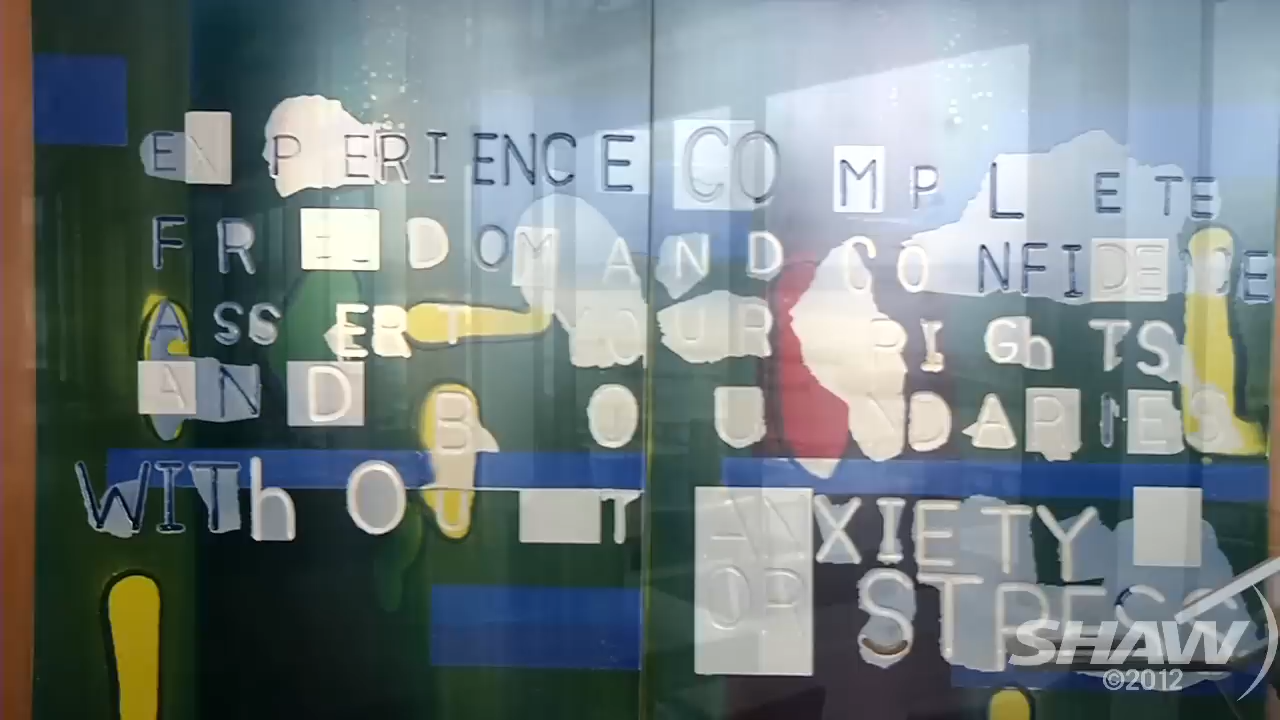 EXPERIENCE COMPLETE
FREEDOM AND CONFIDENCE
ASSERT YOUR RIGhTS
AND BOUNDARIES
WIThOUT ANXIETY
OR STRESS
SHAW
©2012